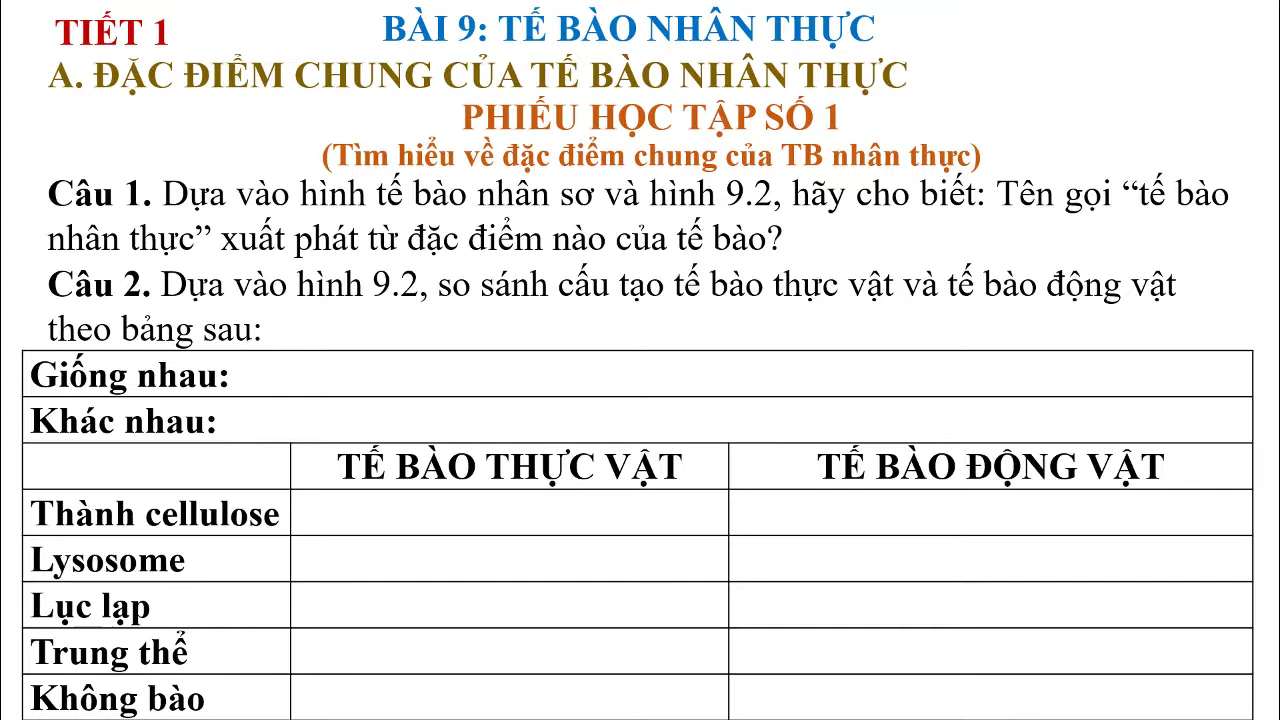 TIẾT 1
BÀI 9: TẾ BÀO NHÂN THỰC
A. ĐẶC ĐIỂM CHUNG CỦA TẾ BÀO NHÂN THỰC
PHIẾU HỌC TẬP SỐ 1
(Tìm hiểu về đặc điểm chung của TB nhân thực)
Câu 1. Dựa vào hình tế bào nhân sơ và hình 9.2, hãy cho biết: Tên gọi “tế bào
nhân thực” xuất phát từ đặc điểm nào của tế bào?
Câu 2. Dựa vào hình 9.2, so sánh cấu tạo tế bào thực vật và tế bào động vật
theo bảng sau:
Giống nhau:
Khác nhau:
TẾ BÀO THỰC VẬT
TẾ BÀO ĐỘNG VẬT
Thành cellulose
Lysosome
Lục lạp
Trung thể
Không bào